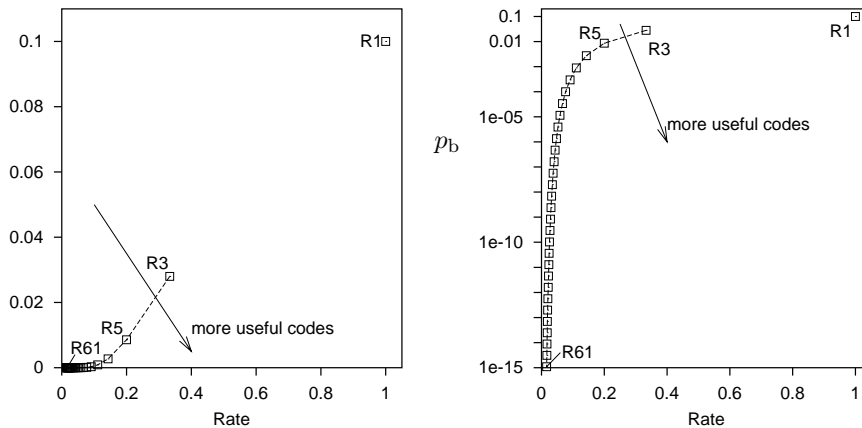 0.1
R1
0.08
0.06
0.04
R3
0.02
R5
more useful codes
R61
0
0 0.2 0.4 0.6 0.8 1
Rate
0.1
R5
R1
0.01
R3
1e-05
more useful codes
pb
1e-10
R61
1e-15
0 0.2 0.4 0.6 0.8 1
Rate